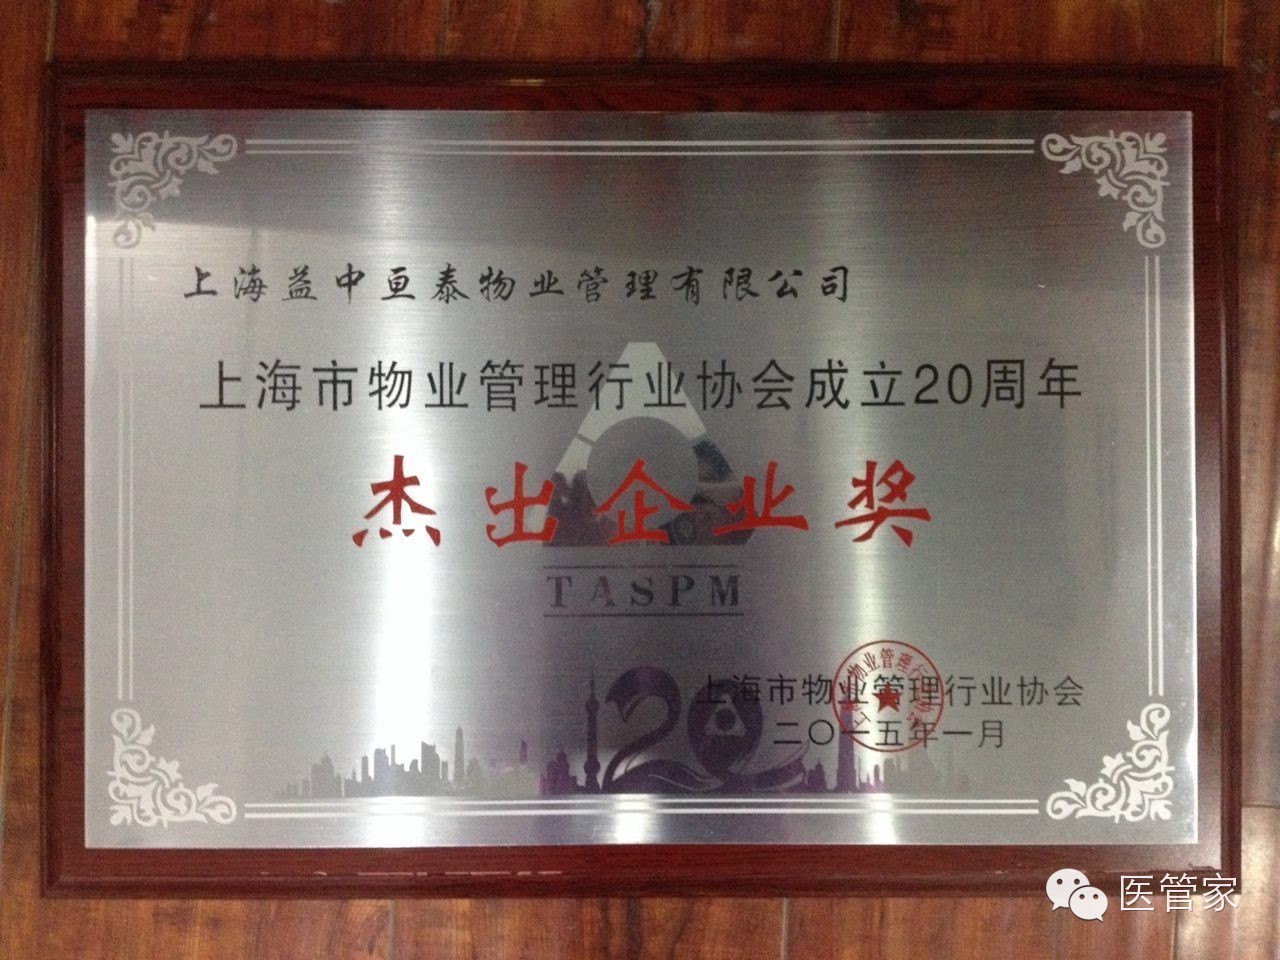 上海益中亘泰物业管理有限公司
上海市物业管理行业协会成立20周年
杰出企业奖
TASPM
20
上海市物业管理行业协会
二〇一五年一月
医管家